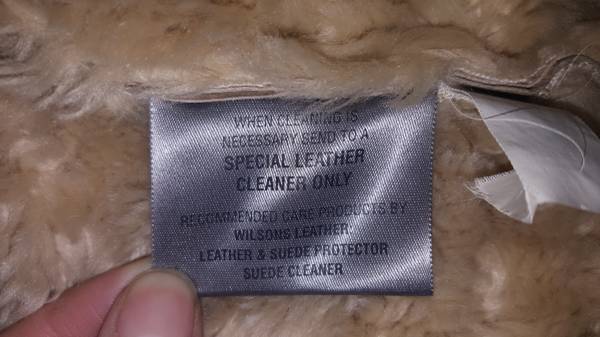 WHEN CLEANING IS
NECESSARY SEND TO A
SPECIAL LEATHER
CLEANER ONLY
RECOMMENDED CARE PRODUCTS BY
WILSONS LEATHER:
LEATHER & SUEDE PROTECTOR
SUEDE CLEANER